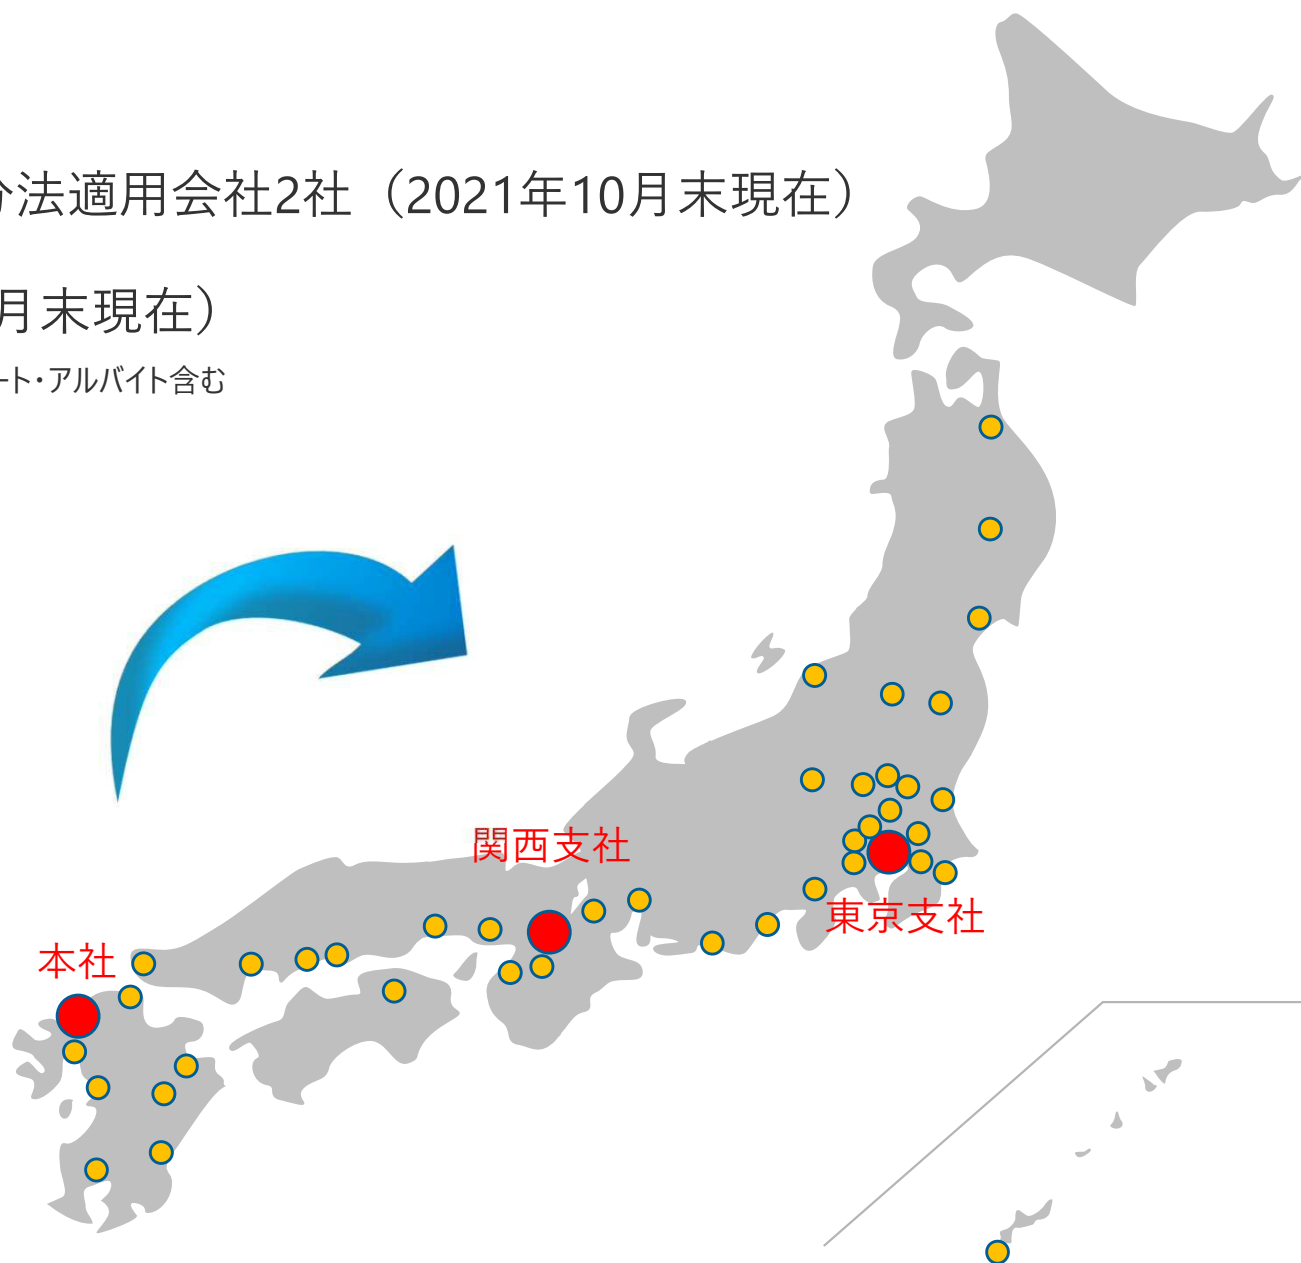 分法適用会社2社（2021年10月末現在）
月末現在）
ート・アルバイト含む
関西支社
東京支社
本社